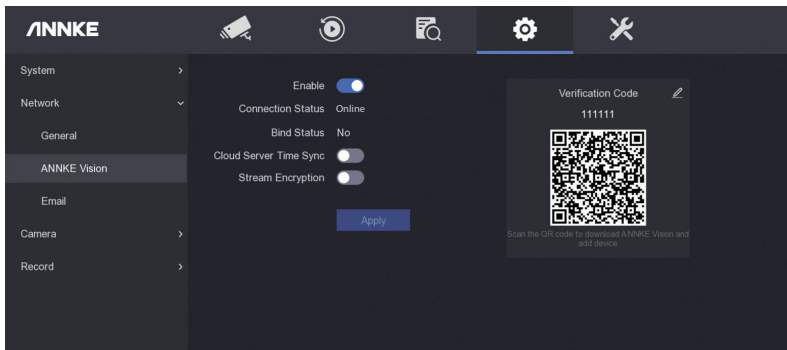 ANNKE
System
Network
General
ANNKE Vision
Email
Camera
Record
Enable
Connection Status Online
Bind Status No
Cloud Server Time Sync
Stream Encryption
Apply
Verification Code
111111
Scan the QR code to download ANNKE Vision and
add device